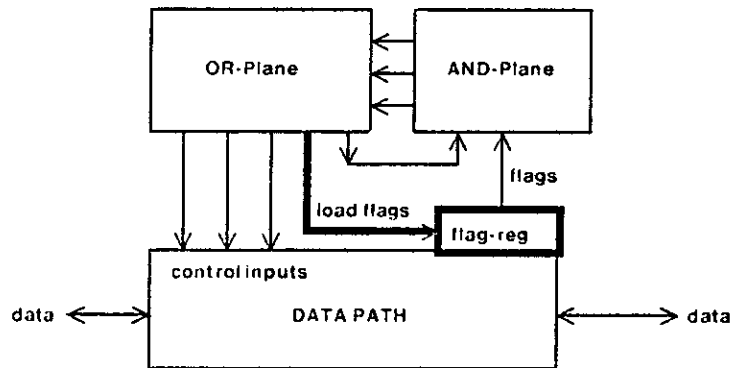 OR-Plane
AND-Plane
flags
load flags
flag-reg
control inputs
data
DATA PATH
data